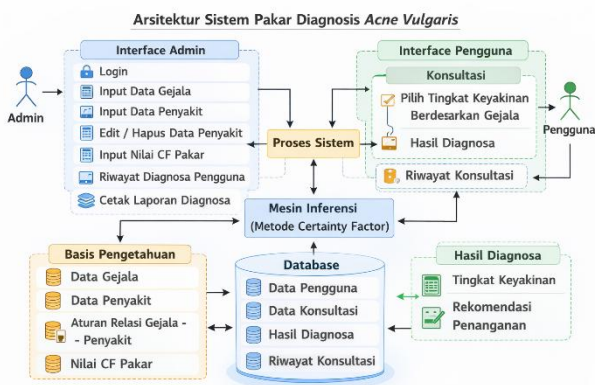 Arsitektur Sistem Pakar Diagnosis Acne Vulgaris
Interface Admin
Login
Input Data Gejala
Input Data Penyakit
Edit / Hapus Data Penyakit
Input Nilai CF Pakar
Riwayat Diagnosa Pengguna
Cetak Laporan Diagnosa
Admin
Proses Sistem
Interface Pengguna
Konsultasi
Pilih Tingkat Keyakinan
Berdesarkan Gejala
Hasil Diagnosa
Riwayat Konsultasi
Pengguna
Mesin Inferensi
(Metode Certainty Factor)
Basis Pengetahuan
Data Gejala
Data Penyakit
Aturan Relasi Gejala -
- Penyakit
Nilai CF Pakar
Database
Data Pengguna
Data Konsultasi
Hasil Diagnosa
Riwayat Konsultasi
Hasil Diagnosa
Tingkat Keyakinan
Rekomendasi
Penanganan